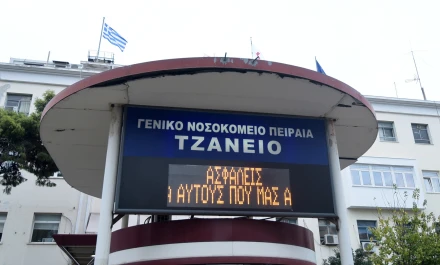 ΓΕΝΙΚΟ ΝΟΣΟΚΟΜΕΙΟ ΠΕΙΡΑΙΑ
ΤΖΑΝΕΙΟ
ΑΣΦΑΛΕΙΣ
ΑΥΤΟΥΣ ΠΟΥ ΜΑΣ Α